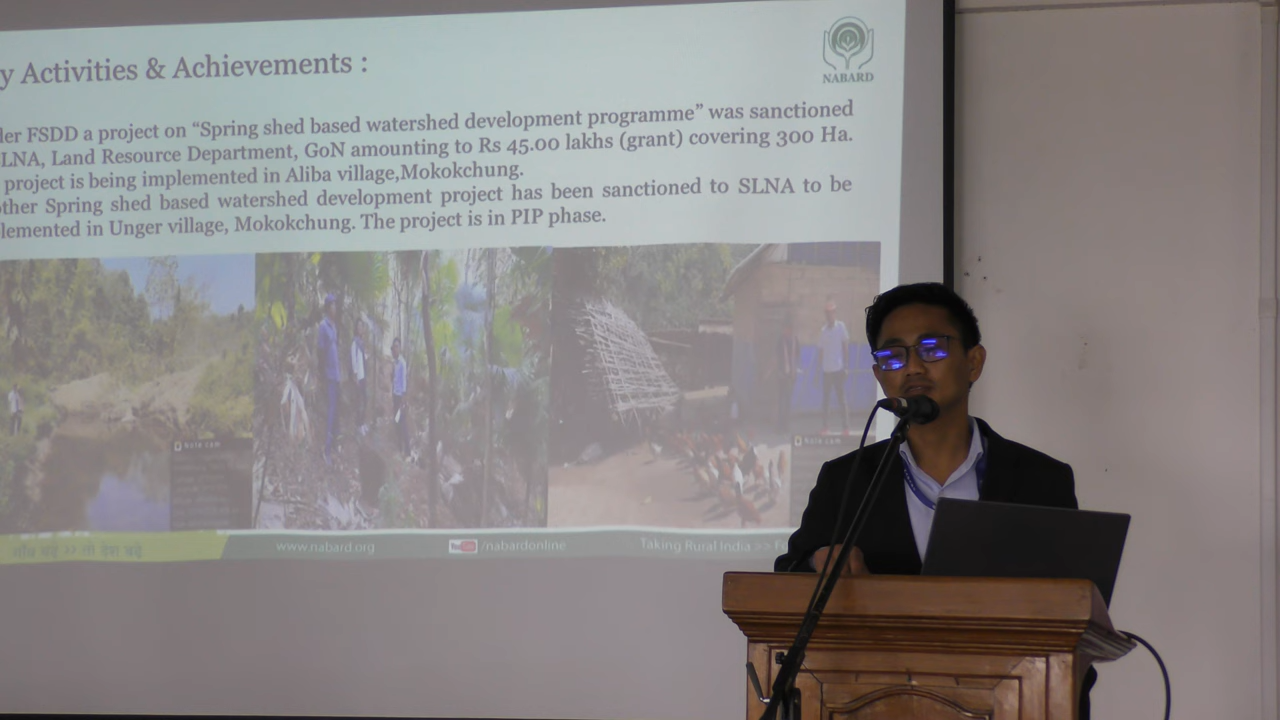 y Activities & Achievements :
NABARD
ler FSDD a project on “Spring shed based watershed development programme” was sanctioned
LNA, Land Resource Department, GoN amounting to Rs 45.00 lakhs (grant) covering 300 Ha.
project is being implemented in Aliba village,Mokokchung.
other Spring shed based watershed development project has been sanctioned to SLNA to be
lemented in Unger village, Mokokchung. The project is in PIP phase.
गाँव बढ़े >> तो देश बढ़े
www.nabard.org
/nabardonline
Taking Rural India >>